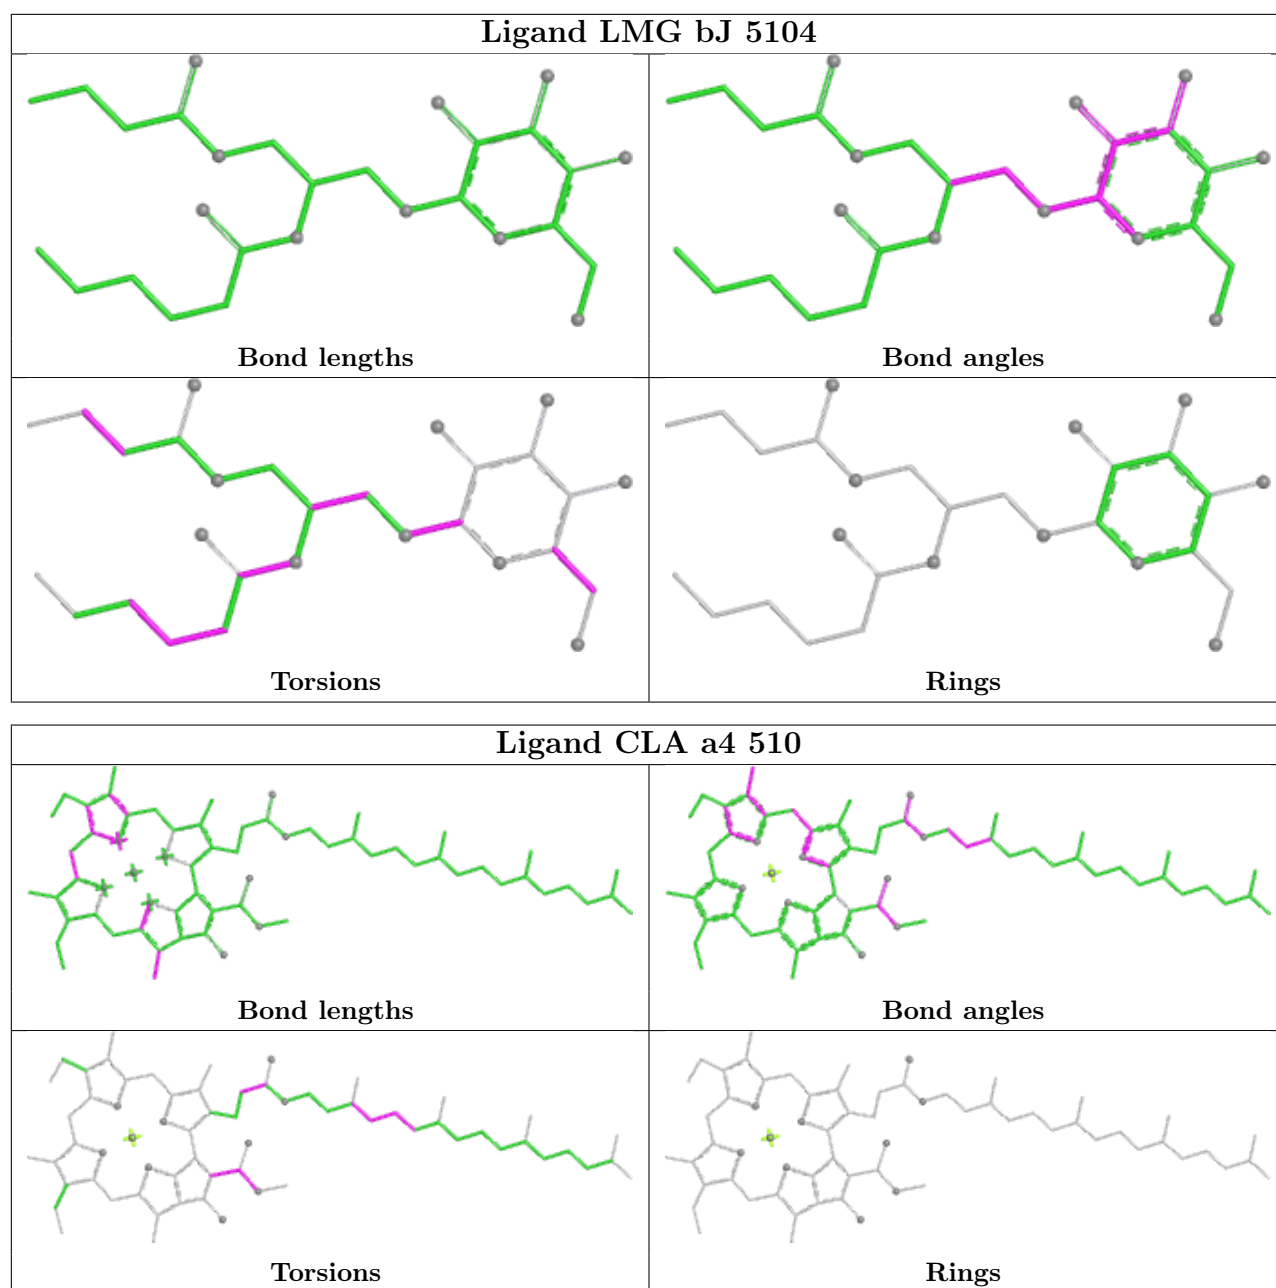 Ligand LMG bJ 5104
Bond lengths
Bond angles
Torsions
Rings
Ligand CLA a4 510
Bond lengths
Bond angles
Torsions
Rings